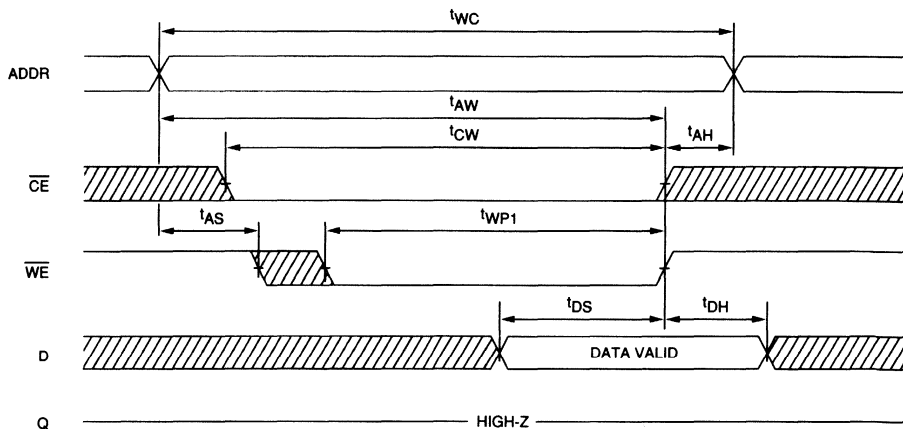 tWC
ADDR
tAW
tCW
tAH
CE
tAS
tWP1
WE
tDS
tDH
D
DATA VALID
Q
HIGH-Z